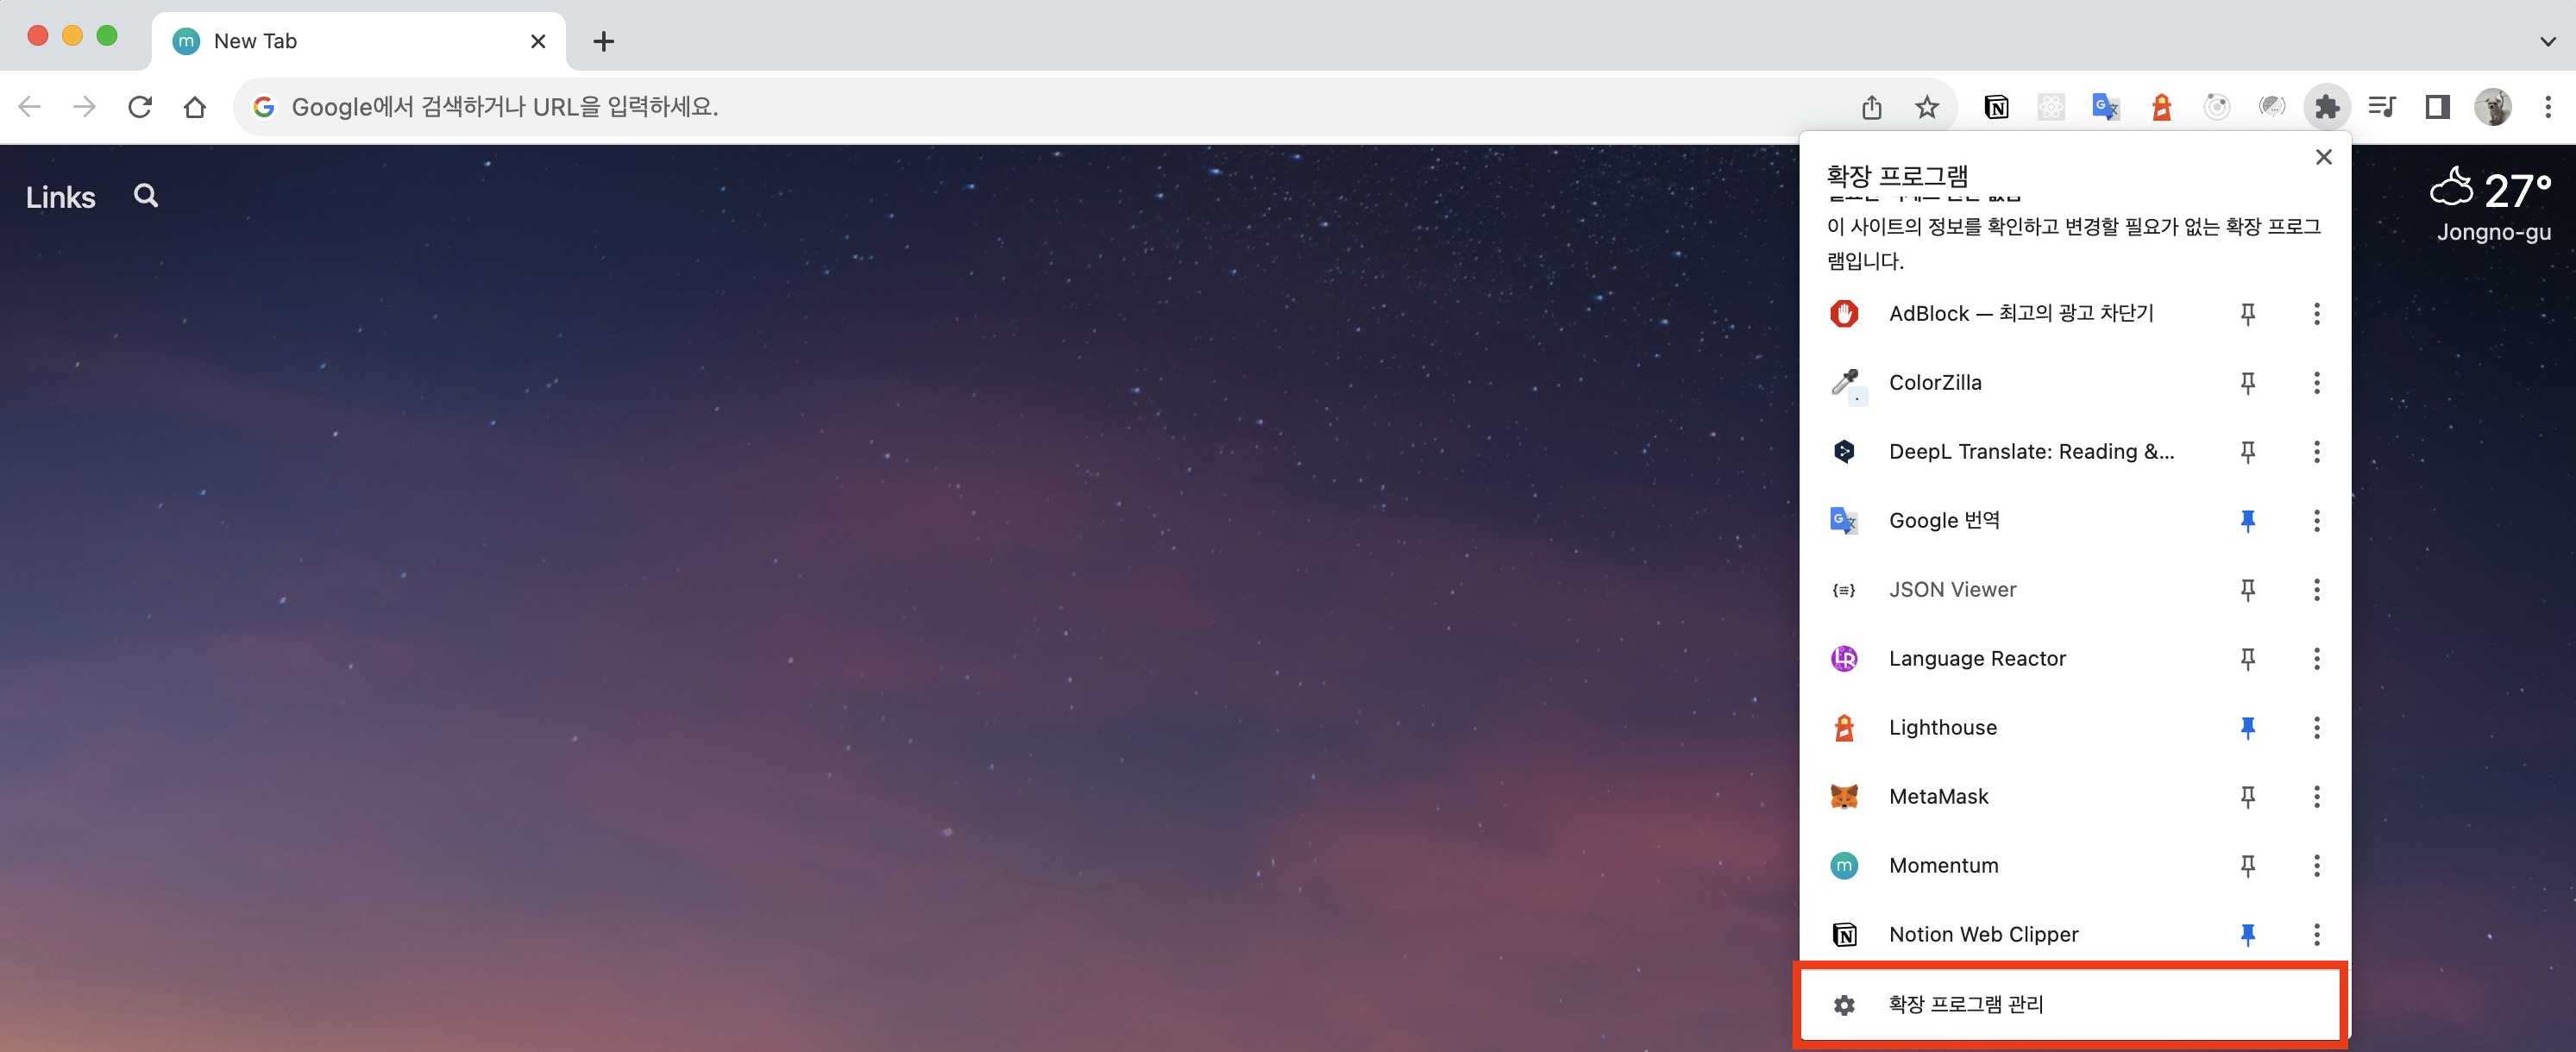 New Tab
Google에서 검색하거나 URL을 입력하세요.
Links
27°
Jongno-gu
확장 프로그램
이 사이트의 정보를 확인하고 변경할 필요가 없는 확장 프로그
램입니다.
AdBlock — 최고의 광고 차단기
ColorZilla
DeepL Translate: Reading &...
Google 번역
JSON Viewer
Language Reactor
Lighthouse
MetaMask
Momentum
Notion Web Clipper
확장 프로그램 관리